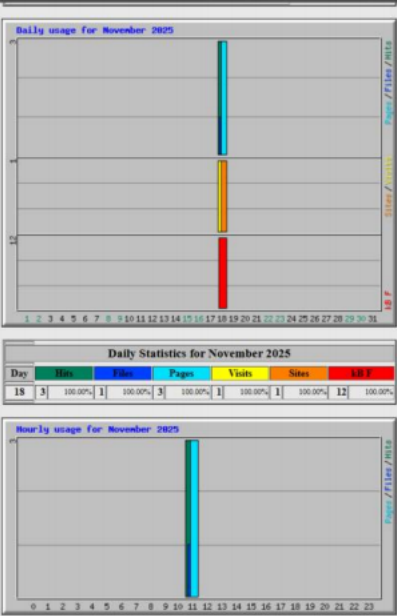 Daily usage for November 2025
3
Pages / Files / Hits
1
Sites / Visits
12
kB F
1 2 3 4 5 6 7 8 9 10 11 12 13 14 15 16 17 18 19 20 21 22 23 24 25 26 27 28 29 30 31
Daily Statistics for November 2025
Day Hits Files Pages Visits Sites kB F
18 3 100.00% 1 100.00% 3 100.00% 1 100.00% 1 100.00% 12 100.00%
Hourly usage for November 2025
3
Pages / Files / Hits
0 1 2 3 4 5 6 7 8 9 10 11 12 13 14 15 16 17 18 19 20 21 22 23